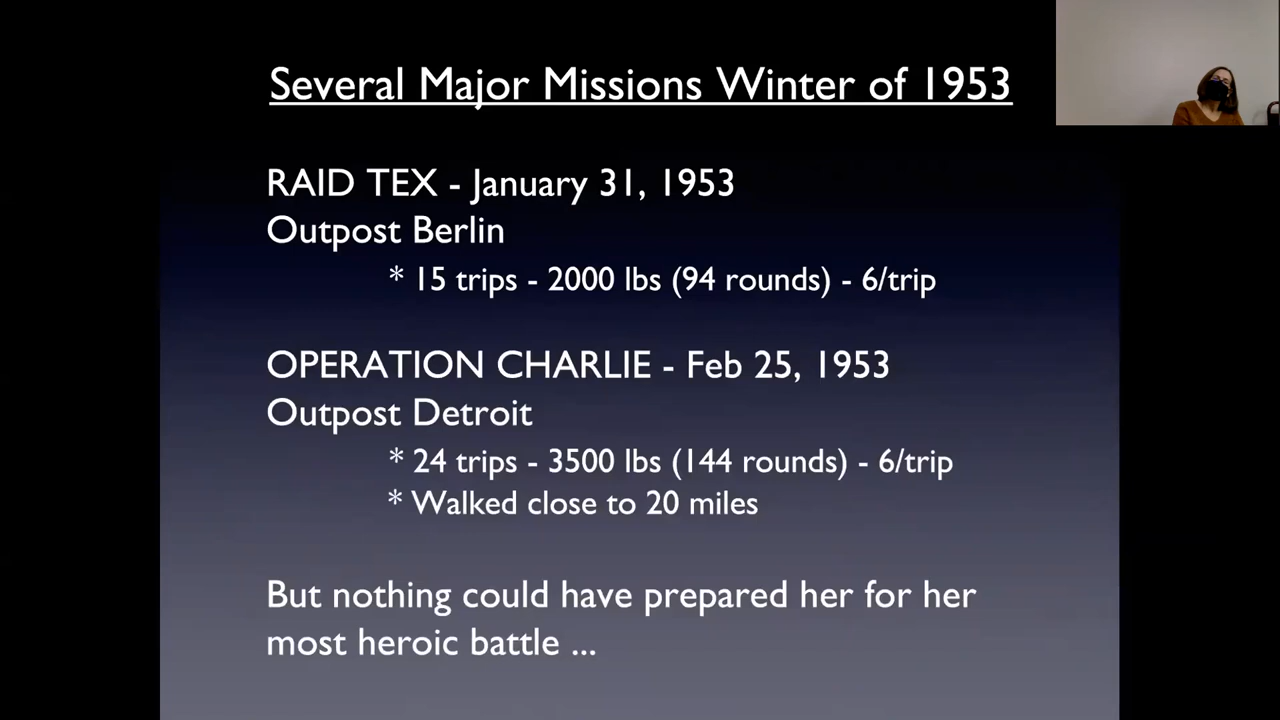 Several Major Missions Winter of 1953
RAID TEX - January 31, 1953
Outpost Berlin
* 15 trips - 2000 lbs (94 rounds) - 6/trip
OPERATION CHARLIE - Feb 25, 1953
Outpost Detroit
* 24 trips - 3500 lbs (144 rounds) - 6/trip
* Walked close to 20 miles
But nothing could have prepared her for her
most heroic battle ...